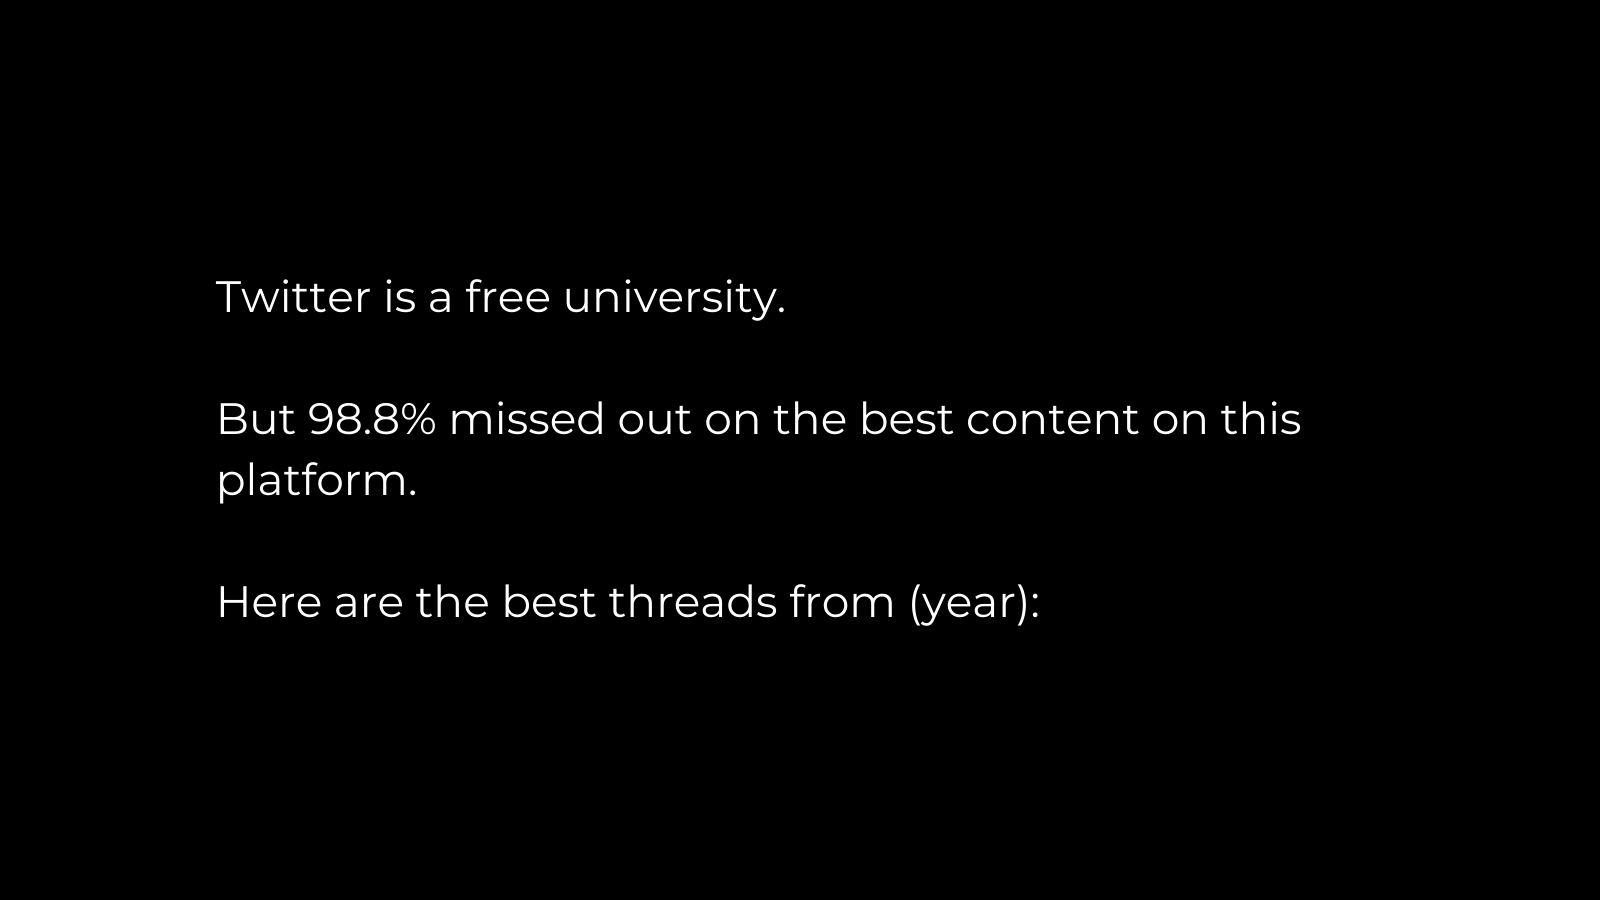 Twitter is a free university.
But 98.8% missed out on the best content on this
platform.
Here are the best threads from (year):